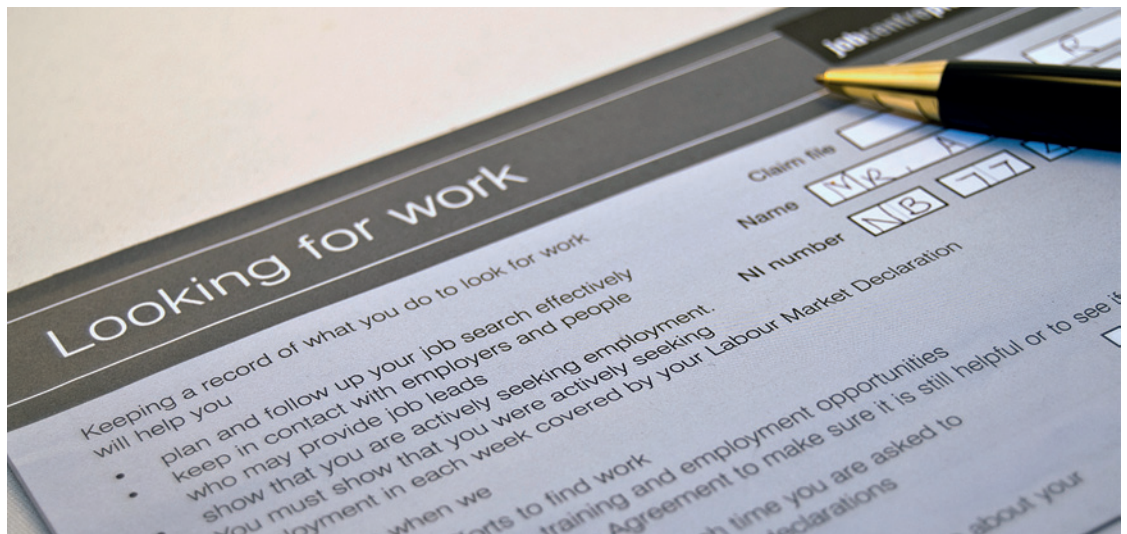 jobcentre
Looking for work
Claim file
Name MR. A R
NI number NB 77
Keeping a record of what you do to look for work
will help you
• plan and follow up your job search effectively
• keep in contact with employers and people
who may provide job leads
• show that you are actively seeking employment.
You must show that you were actively seeking
in each week covered by your Labour Market Declaration
when we
to find work
training and employment opportunities
Agreement to make sure it is still helpful or to see if
time you are asked to
about your